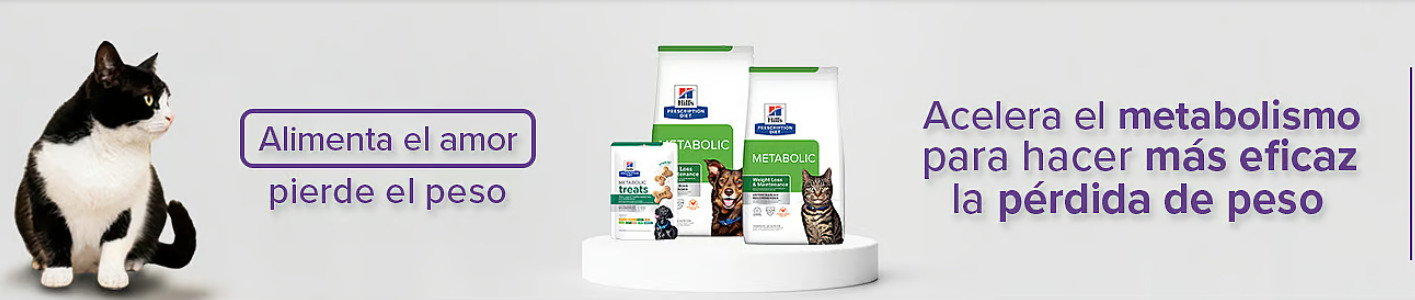 Alimenta el amor
pierde el peso
Hill's
PRESCRIPTION
DIET
METABOLIC
treats
Hill's
PRESCRIPTION
DIET
METABOLIC
Weight Loss
& Maintenance
Acelera el metabolismo
para hacer más eficaz
la pérdida de peso